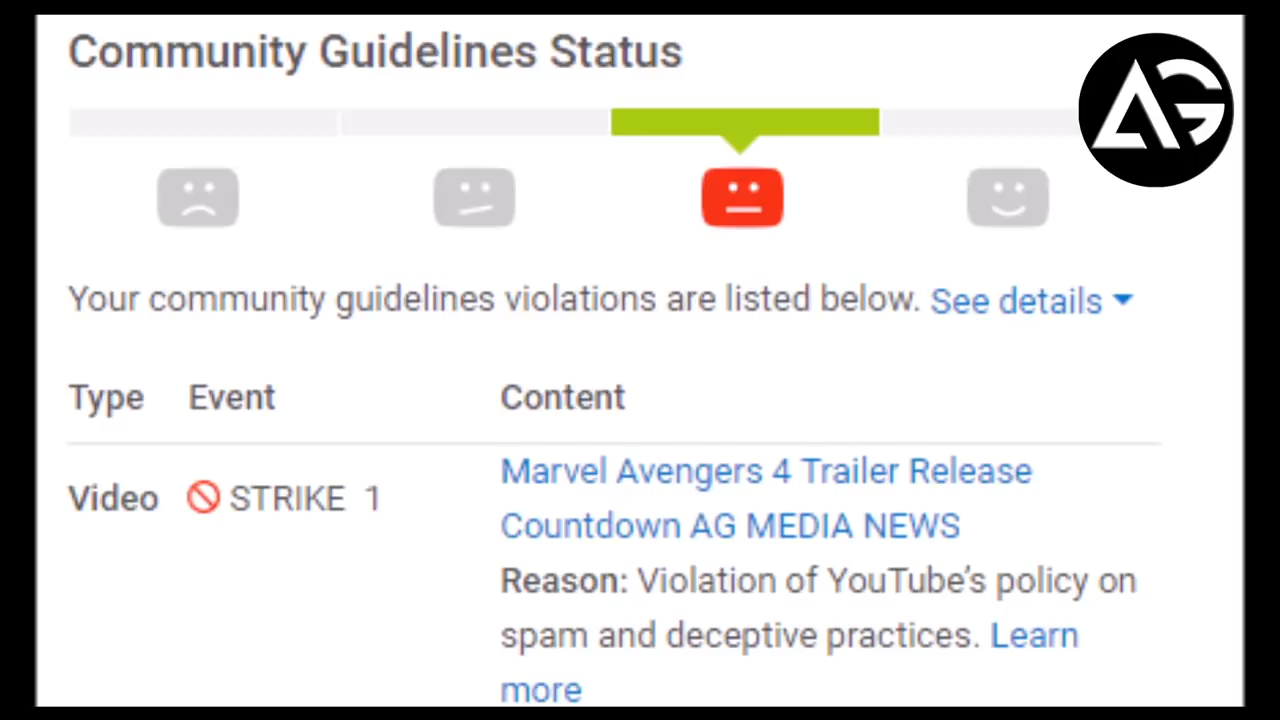 Community Guidelines Status
AG
Your community guidelines violations are listed below. See details
Type Event Content
Video STRIKE 1
Marvel Avengers 4 Trailer Release
Countdown AG MEDIA NEWS
Reason: Violation of YouTube's policy on
spam and deceptive practices. Learn
more